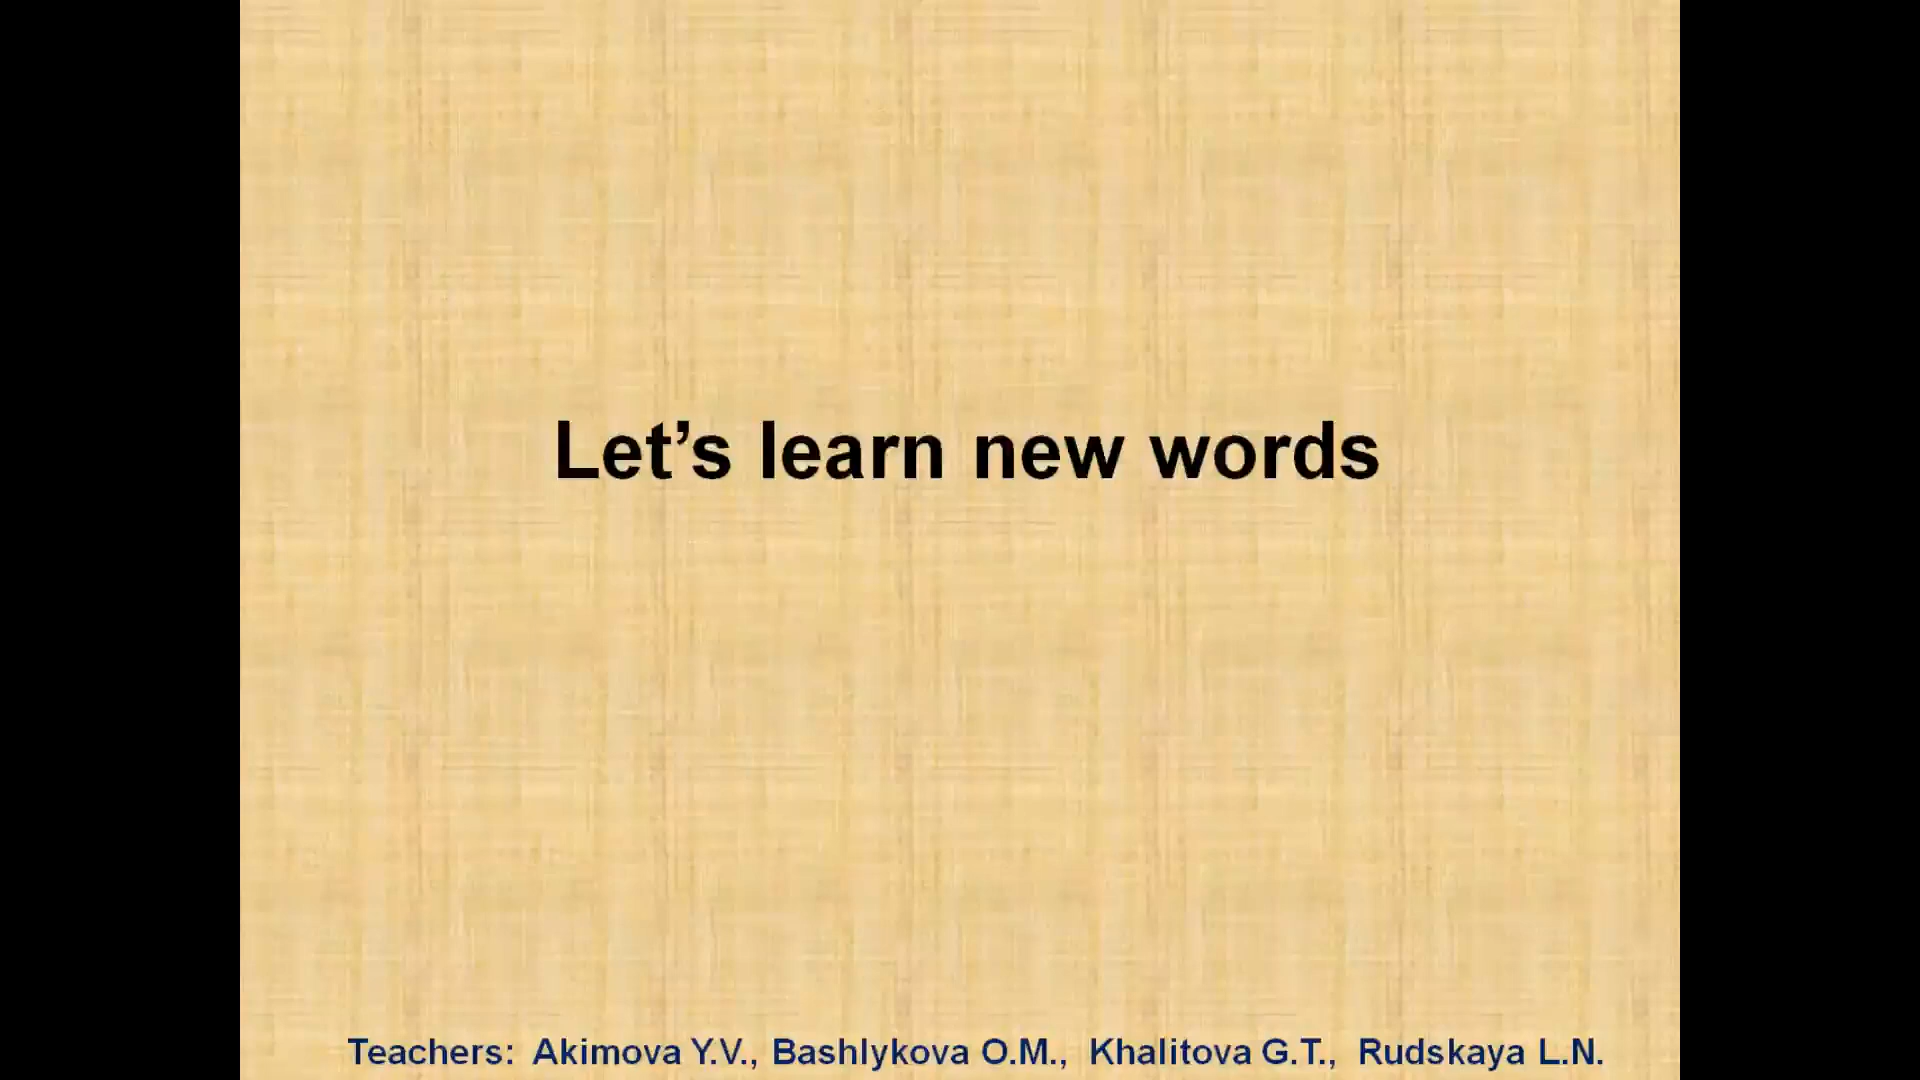 Let’s learn new words
Teachers: Akimova Y.V., Bashlykova O.M., Khalitova G.T., Rudskaya L.N.